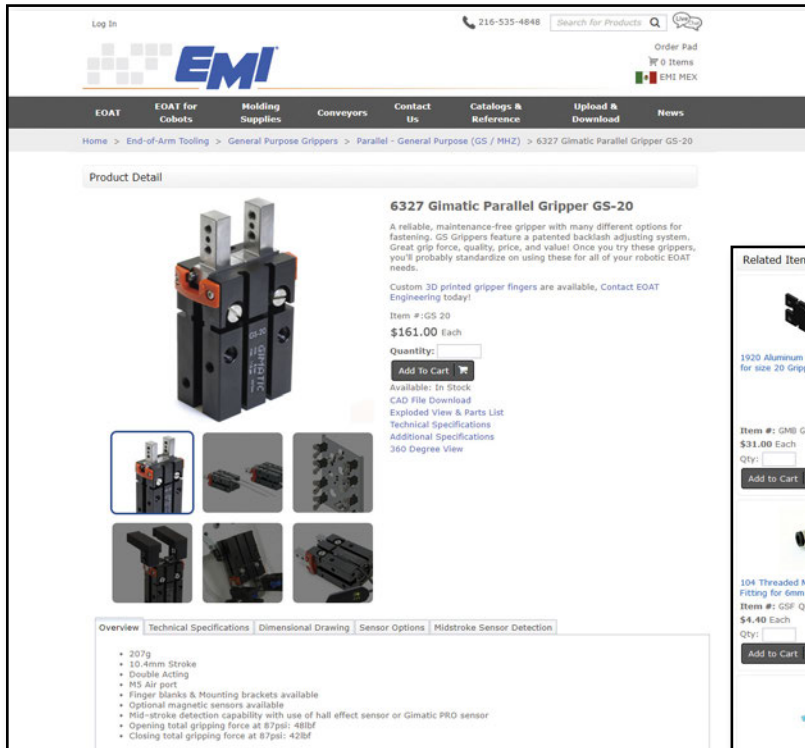 Log In
216-535-4848
Search for Products
Live Chat
EMI
Order Pad
0 Items
EMI MEX
EOAT
EOAT for Cobots
Molding Supplies
Conveyors
Contact Us
Catalogs & Reference
Upload & Download
News
Home > End-of-Arm Tooling > General Purpose Grippers > Parallel - General Purpose (GS / MHZ) > 6327 Gimatic Parallel Gripper GS-20
Product Detail
6327 Gimatic Parallel Gripper GS-20
A reliable, maintenance-free gripper with many different options for
fastening. GS Grippers feature a patented backlash adjusting system.
Great grip force, quality, price, and value! Once you try these grippers,
you'll probably standardize on using these for all of your robotic EOAT
needs.
Custom 3D printed gripper fingers are available, Contact EOAT
Engineering today!
Item #:GS 20
$161.00 Each
Quantity:
Add To Cart
Available: In Stock
CAD File Download
Exploded View & Parts List
Technical Specifications
Additional Specifications
360 Degree View
GS-20 GIMATIC
Overview
Technical Specifications
Dimensional Drawing
Sensor Options
Midstroke Sensor Detection
• 207g
• 10.4mm Stroke
• Double Acting
• M5 Air port
• Finger blanks & Mounting brackets available
• Optional magnetic sensors available
• Mid-stroke detection capability with use of hall effect sensor or Gimatic PRO sensor
• Opening total gripping force at 87psi: 48lbf
• Closing total gripping force at 87psi: 42lbf
Related Item
1920 Aluminum
for size 20 Grip
Item #: GMB G
$31.00 Each
Qty:
Add to Cart
104 Threaded M
Fitting for 6mm
Item #: GSF Q
$4.40 Each
Qty:
Add to Cart